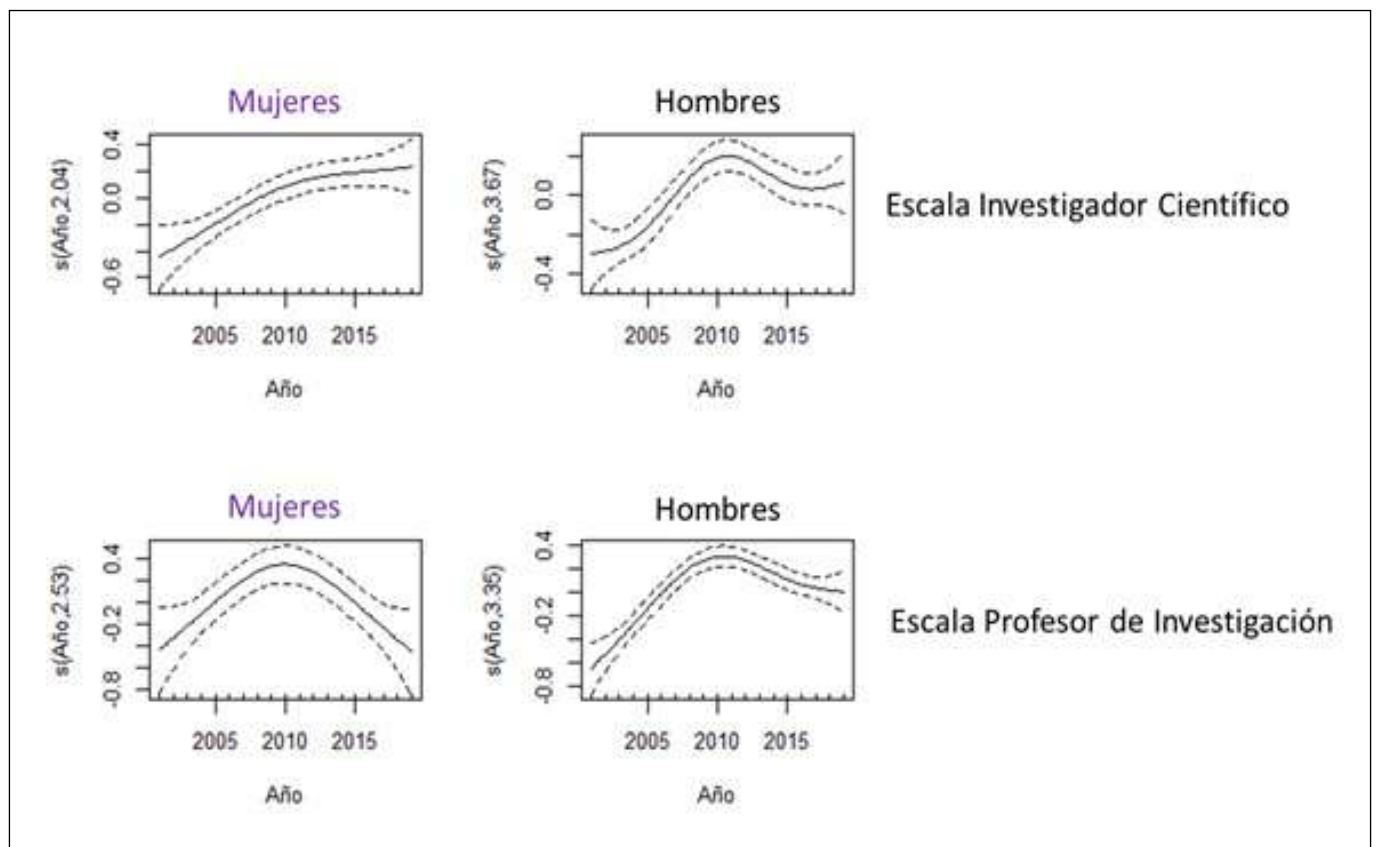 Mujeres
Hombres
s(Año,2.04)
0.4
0.0
-0.6
2005 2010 2015
Año
s(Año,3.67)
0.0
-0.4
2005 2010 2015
Año
Escala Investigador Científico
Mujeres
Hombres
s(Año,2.53)
0.4
-0.2
-0.8
2005 2010 2015
Año
s(Año,3.35)
0.4
-0.2
-0.8
2005 2010 2015
Año
Escala Profesor de Investigación